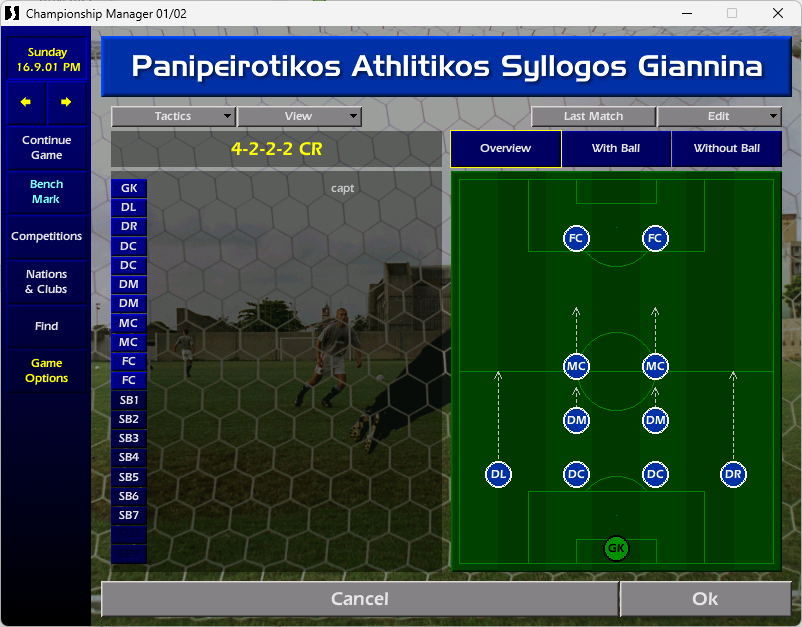 Championship Manager 01/02
Sunday
16.9.01 PM
Panipeirotikos Athlitikos Syllogos Giannina
Tactics
View
Last Match
Edit
Continue
Game
Bench
Mark
Competitions
Nations
& Clubs
Find
Game
Options
4-2-2-2 CR
Overview
With Ball
Without Ball
GK
capt
DL
DR
DC
DC
DM
DM
MC
MC
FC
FC
SB1
SB2
SB3
SB4
SB5
SB6
SB7
FC FC
MC MC
DM DM
DL DC DC DR
GK
Cancel
Ok